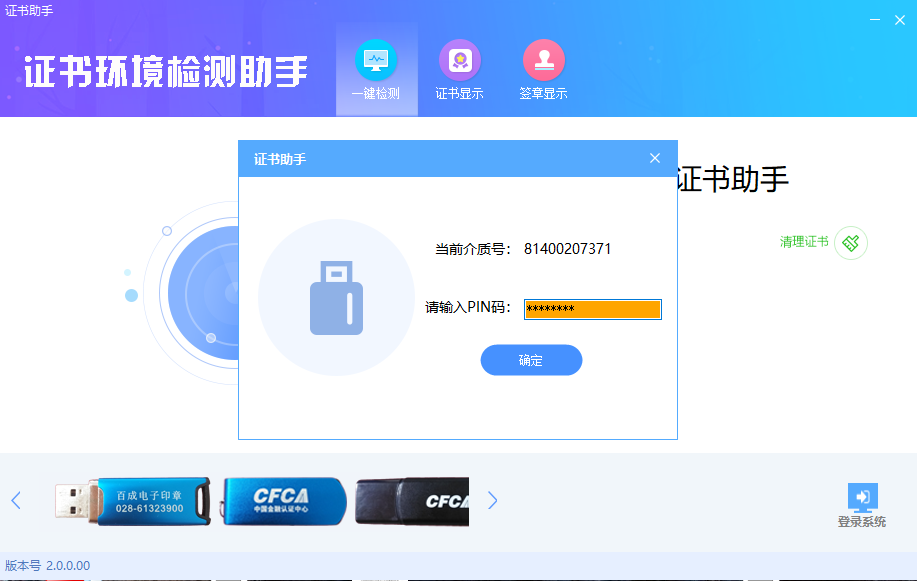 证书助手
证书环境检测助手
一键检测
证书显示
签章显示
证书助手
证书助手
清理证书
当前介质号： 81400207371
请输入PIN码： ********
确定
百成电子印章
028-61323900
CFCA
中国金融认证中心
CFCA
登录系统
版本号 2.0.0.00